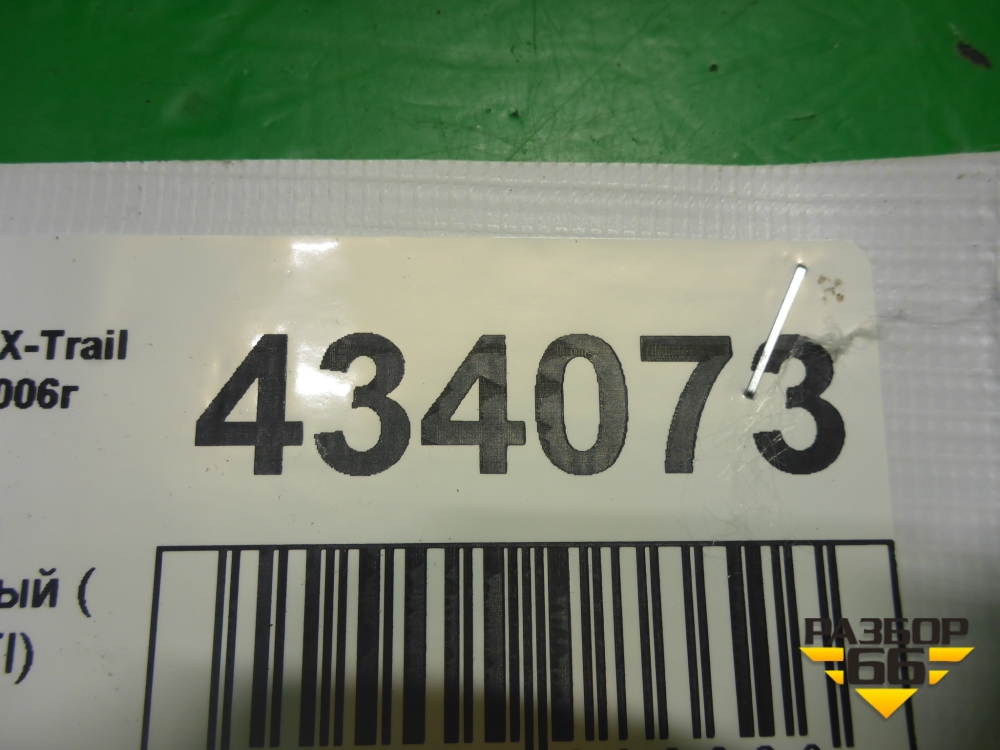 X-Trail
006г
434073
ый (
I)
РАЗБОР
66